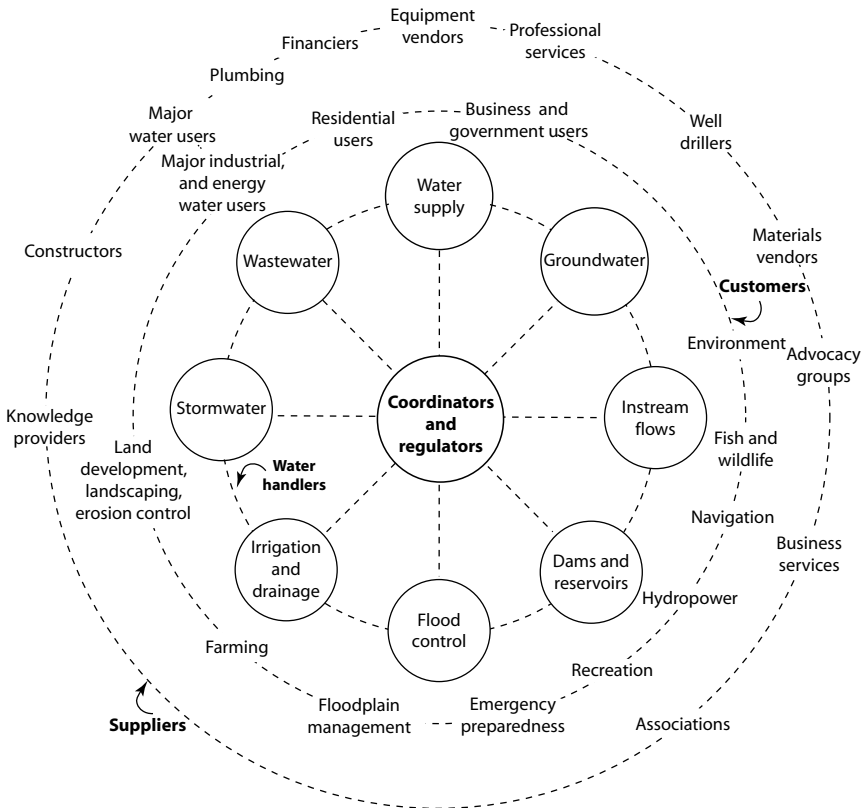 Equipment
vendors
Financiers
Professional
services
Plumbing
Major
water users
Residential
users
Business and
government users
Well
drillers
Major industrial,
and energy
water users
Water
supply
Constructors
Wastewater
Groundwater
Materials
vendors
Customers
Environment
Advocacy
groups
Knowledge
providers
Stormwater
Coordinators
and
regulators
Instream
flows
Fish and
wildlife
Land
development,
landscaping,
erosion control
Water
handlers
Navigation
Business
services
Irrigation
and
drainage
Dams and
reservoirs
Hydropower
Flood
control
Farming
Recreation
Floodplain
management
Emergency
preparedness
Suppliers
Associations